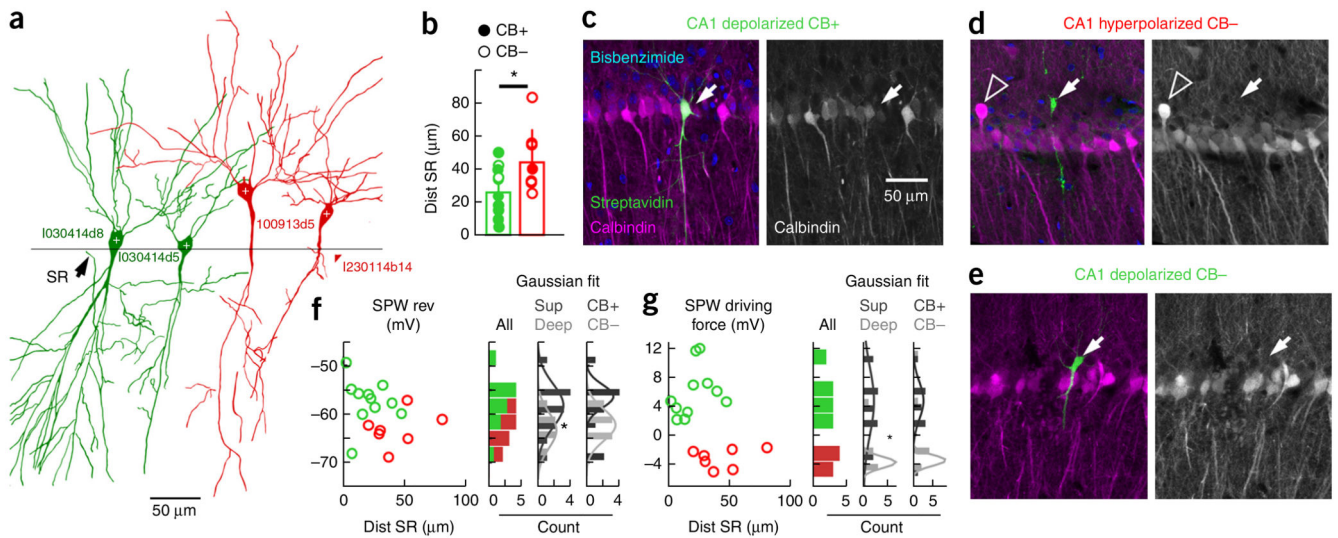 a
I030414d8
I030414d5
100913d5
I230114b14
SR
50 μm
b
CB+
CB–
*
Dist SR (μm)
80
60
40
20
0
c
CA1 depolarized CB+
Bisbenzimide
Streptavidin
Calbindin
Calbindin
50 μm
d
CA1 hyperpolarized CB–
e
CA1 depolarized CB–
f
SPW rev
(mV)
–50
–60
–70
0 50 100
Dist SR (μm)
Gaussian fit
All
Sup
Deep
CB+
CB–
*
0 5
0 4
0 4
Count
g
SPW driving
force (mV)
12
8
4
0
–4
0 50 100
Dist SR (μm)
Gaussian fit
All
Sup
Deep
CB+
CB–
*
0 5
0 5
0 5
Count